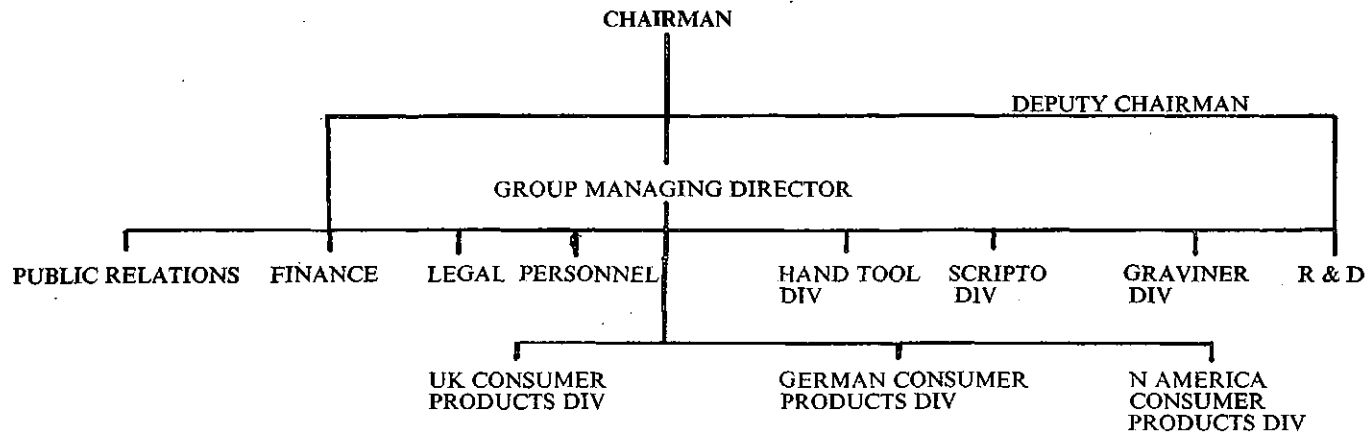 CHAIRMAN
DEPUTY CHAIRMAN
GROUP MANAGING DIRECTOR
PUBLIC RELATIONS FINANCE LEGAL PERSONNEL HAND TOOL SCRIPTO GRAVINER R & D
DIV DIV DIV
UK CONSUMER GERMAN CONSUMER N AMERICA
PRODUCTS DIV PRODUCTS DIV CONSUMER
PRODUCTS DIV